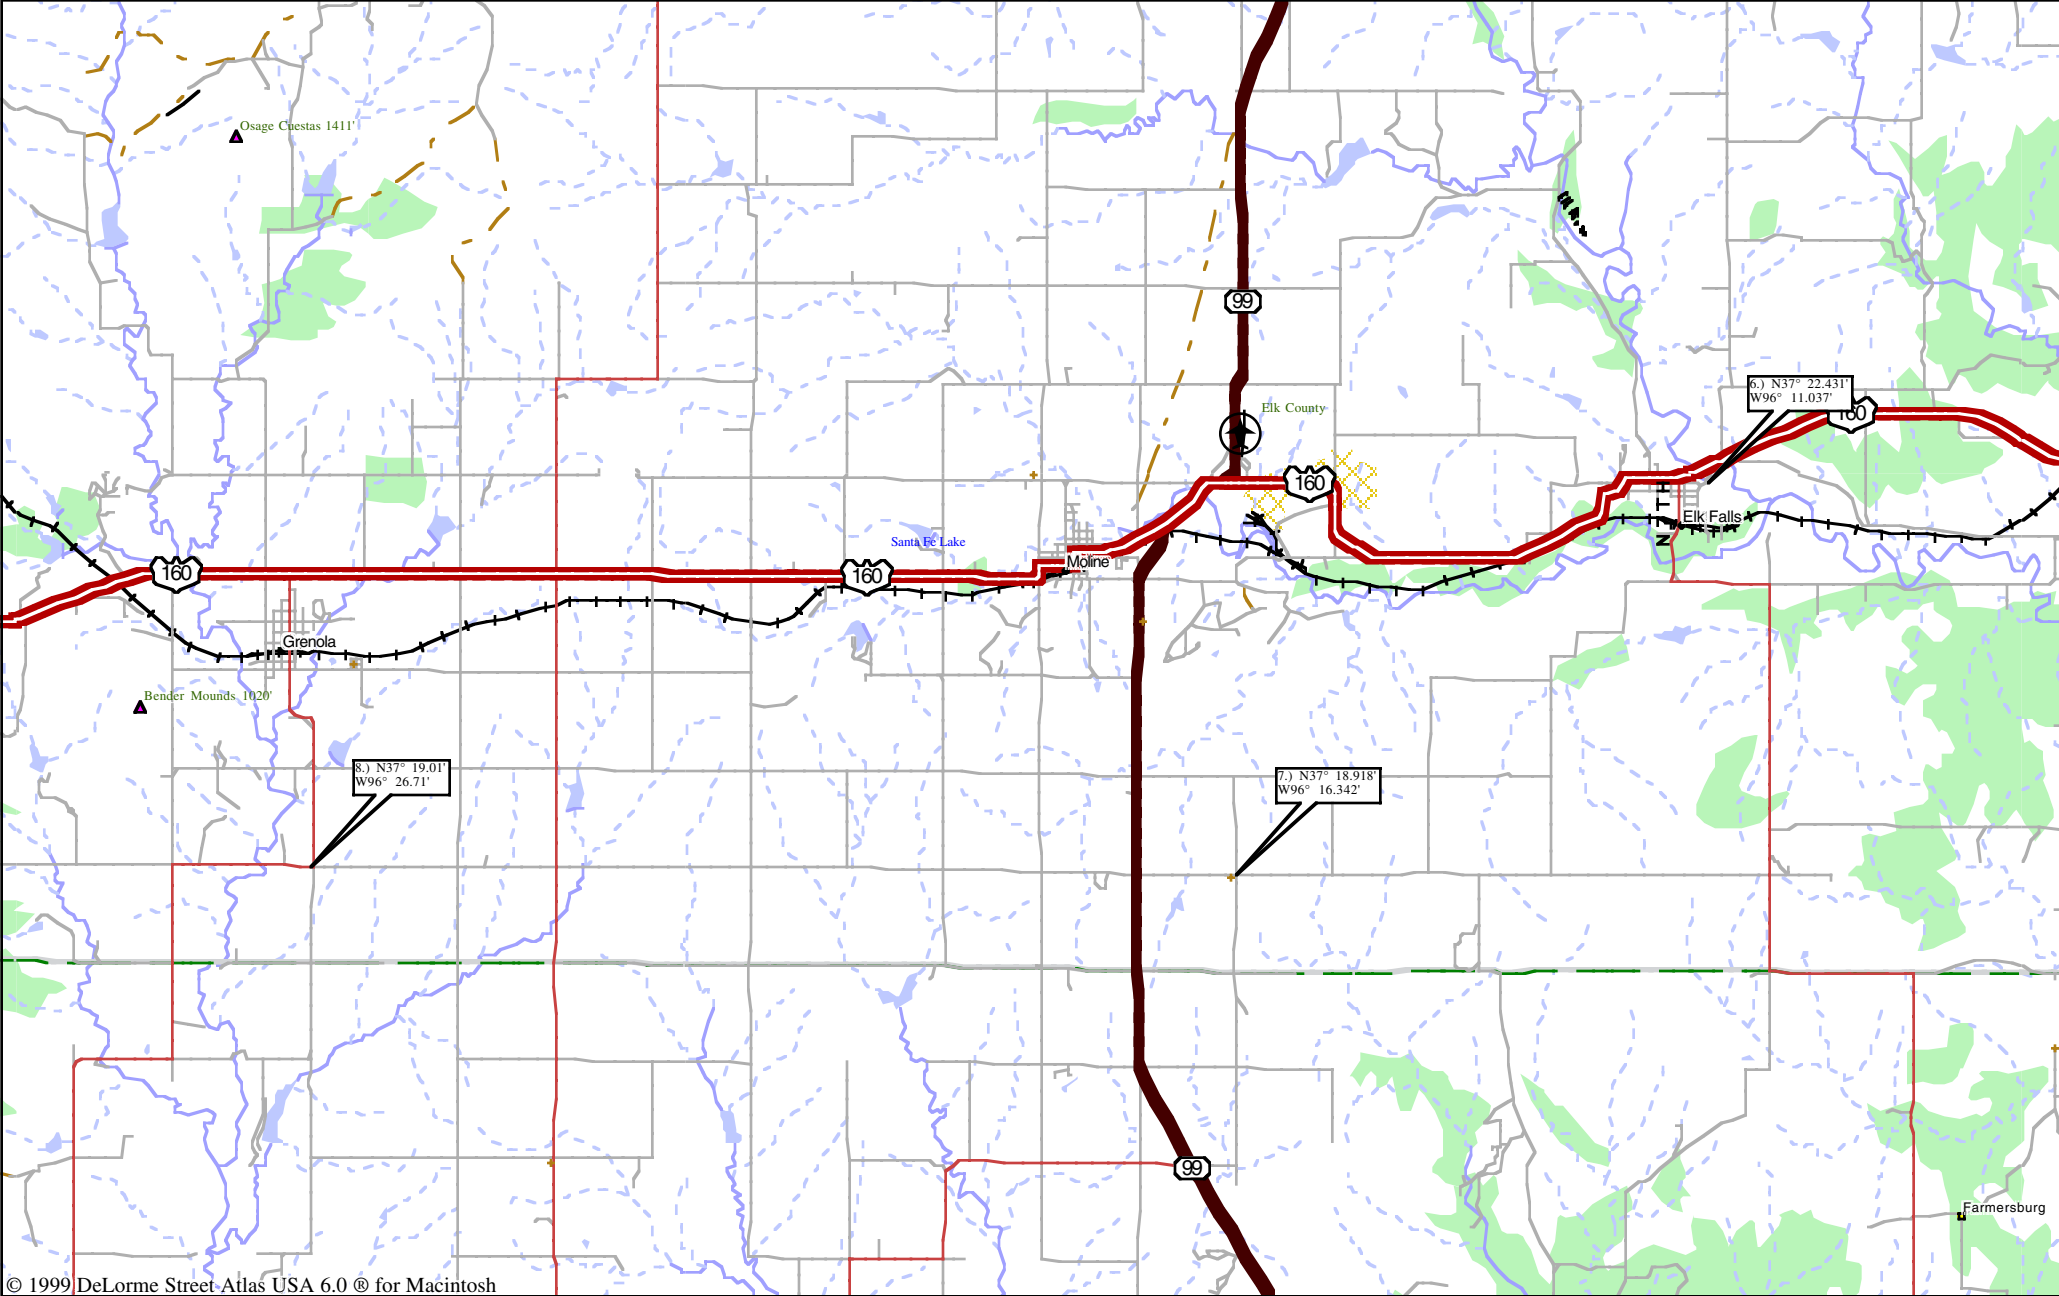 Osage Cuestas 1411'
99
6.) N37° 22.431'
W96° 11.037'
160
Elk County
160
Elk Falls
Santa Fe Lake
Moline
160
160
Grenola
Bender Mounds 1020'
8.) N37° 19.01'
W96° 26.71'
7.) N37° 18.918'
W96° 16.342'
99
Farmersburg
© 1999 DeLorme Street Atlas USA 6.0 ® for Macintosh